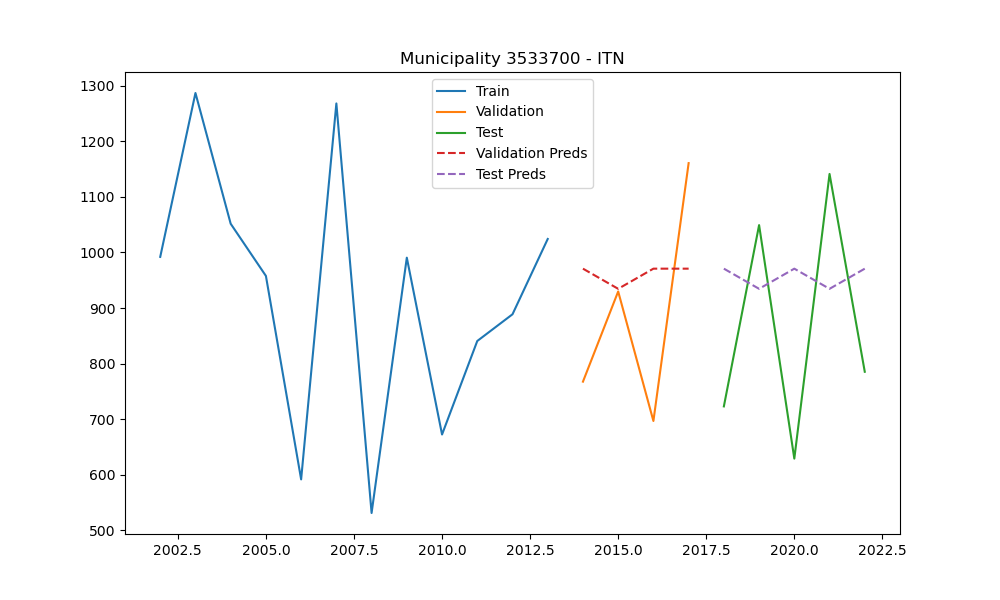 Municipality 3533700 - ITN
1300
1200
1100
1000
900
800
700
600
500
Train
Validation
Test
Validation Preds
Test Preds
2002.5 2005.0 2007.5 2010.0 2012.5 2015.0 2017.5 2020.0 2022.5